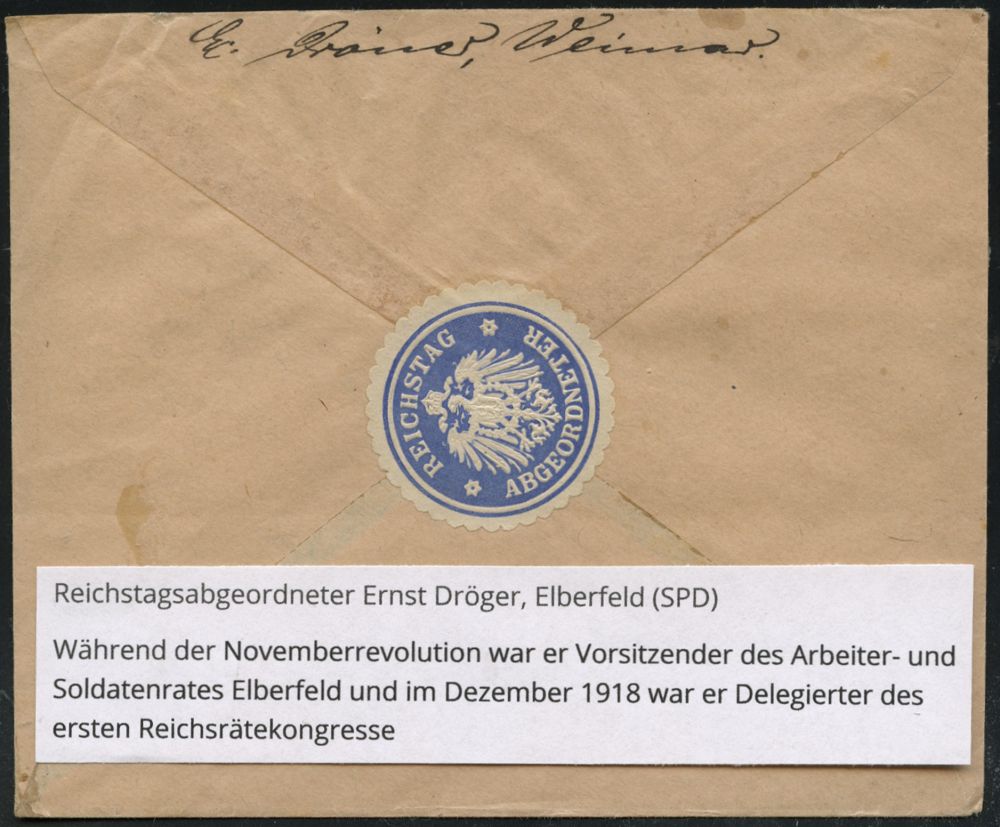 E. Dröner, Weimar.
REICHSTAG
ABGEORDNETER
Reichstagsabgeordneter Ernst Dröger, Elberfeld (SPD)
Während der Novemberrevolution war er Vorsitzender des Arbeiter- und
Soldatenrates Elberfeld und im Dezember 1918 war er Delegierter des
ersten Reichsrätekongresse